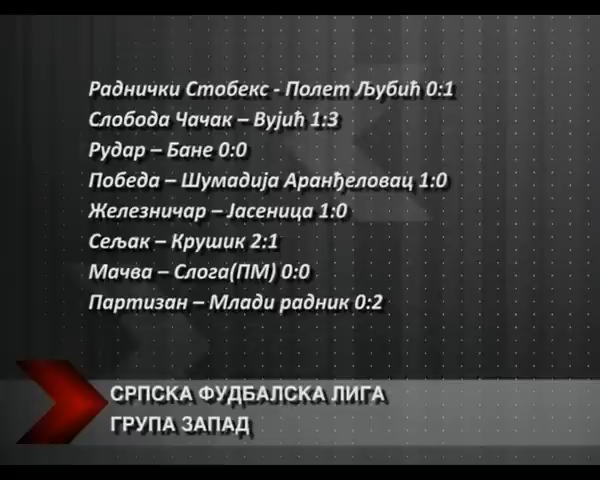 Раднички Стобекс - Полет Љубић 0:1
Слобода Чачак – Вујић 1:3
Рудар – Бане 0:0
Победа – Шумадија Аранђеловац 1:0
Железничар – Јасеница 1:0
Сељак – Крушик 2:1
Мачва – Слога(ПМ) 0:0
Партизан – Млади радник 0:2
СРПСКА ФУДБАЛСКА ЛИГА
ГРУПА ЗАПАД